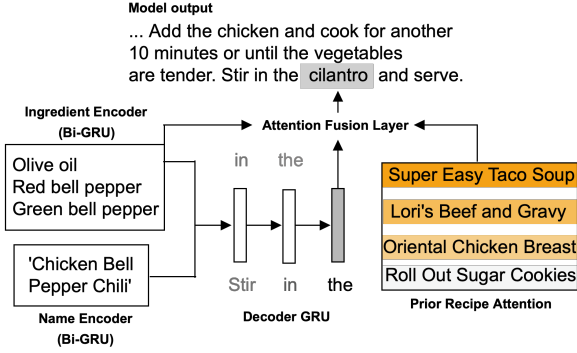 Model output
... Add the chicken and cook for another
10 minutes or until the vegetables
are tender. Stir in the cilantro and serve.
Ingredient Encoder
(Bi-GRU)
Attention Fusion Layer
Olive oil
Red bell pepper
Green bell pepper
in the
Super Easy Taco Soup
Lori's Beef and Gravy
Oriental Chicken Breast
Roll Out Sugar Cookies
'Chicken Bell
Pepper Chili'
Stir in the
Name Encoder
(Bi-GRU)
Decoder GRU
Prior Recipe Attention